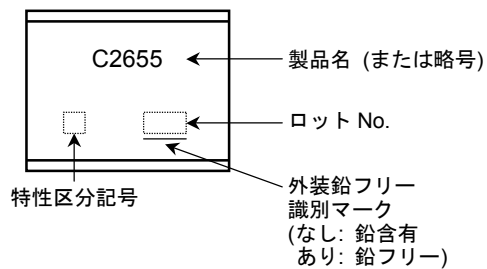 C2655
製品名 (または略号)
ロット No.
特性区分記号
外装鉛フリー
識別マーク
(なし: 鉛含有
あり: 鉛フリー)